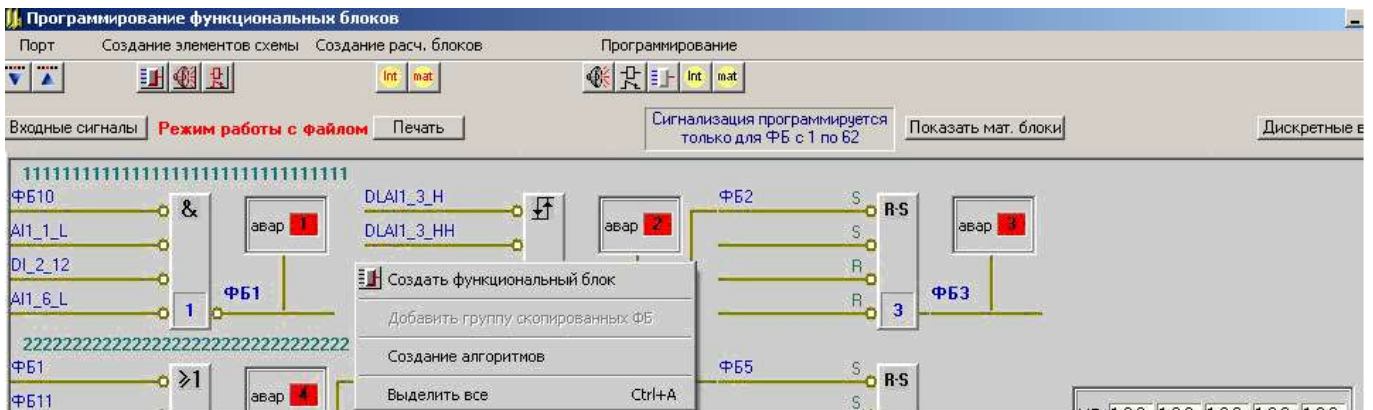 Программирование функциональных блоков
Порт Создание элементов схемы Создание расч. блоков Программирование
Int mat Int mat
Входные сигналы Режим работы с файлом Печать
Сигнализация программируется
только для ФБ с 1 по 62
Показать мат. блоки Дискретные в
1111111111111111111111111111111111
ФБ10 & авар 1 DLAI1_3_H авар 2 ФБ2 S R-S авар 3
AI1_1_L DLAI1_3_HH S
DI_2_12 R
AI1_6_L 1 ФБ1 R 3 ФБ3
Создать функциональный блок
Добавить группу скопированных ФБ
Создание алгоритмов
Выделить все Ctrl+A
2222222222222222222222222222222222
ФБ1 >1 авар 4 ФБ5 S R-S
ФБ11 S